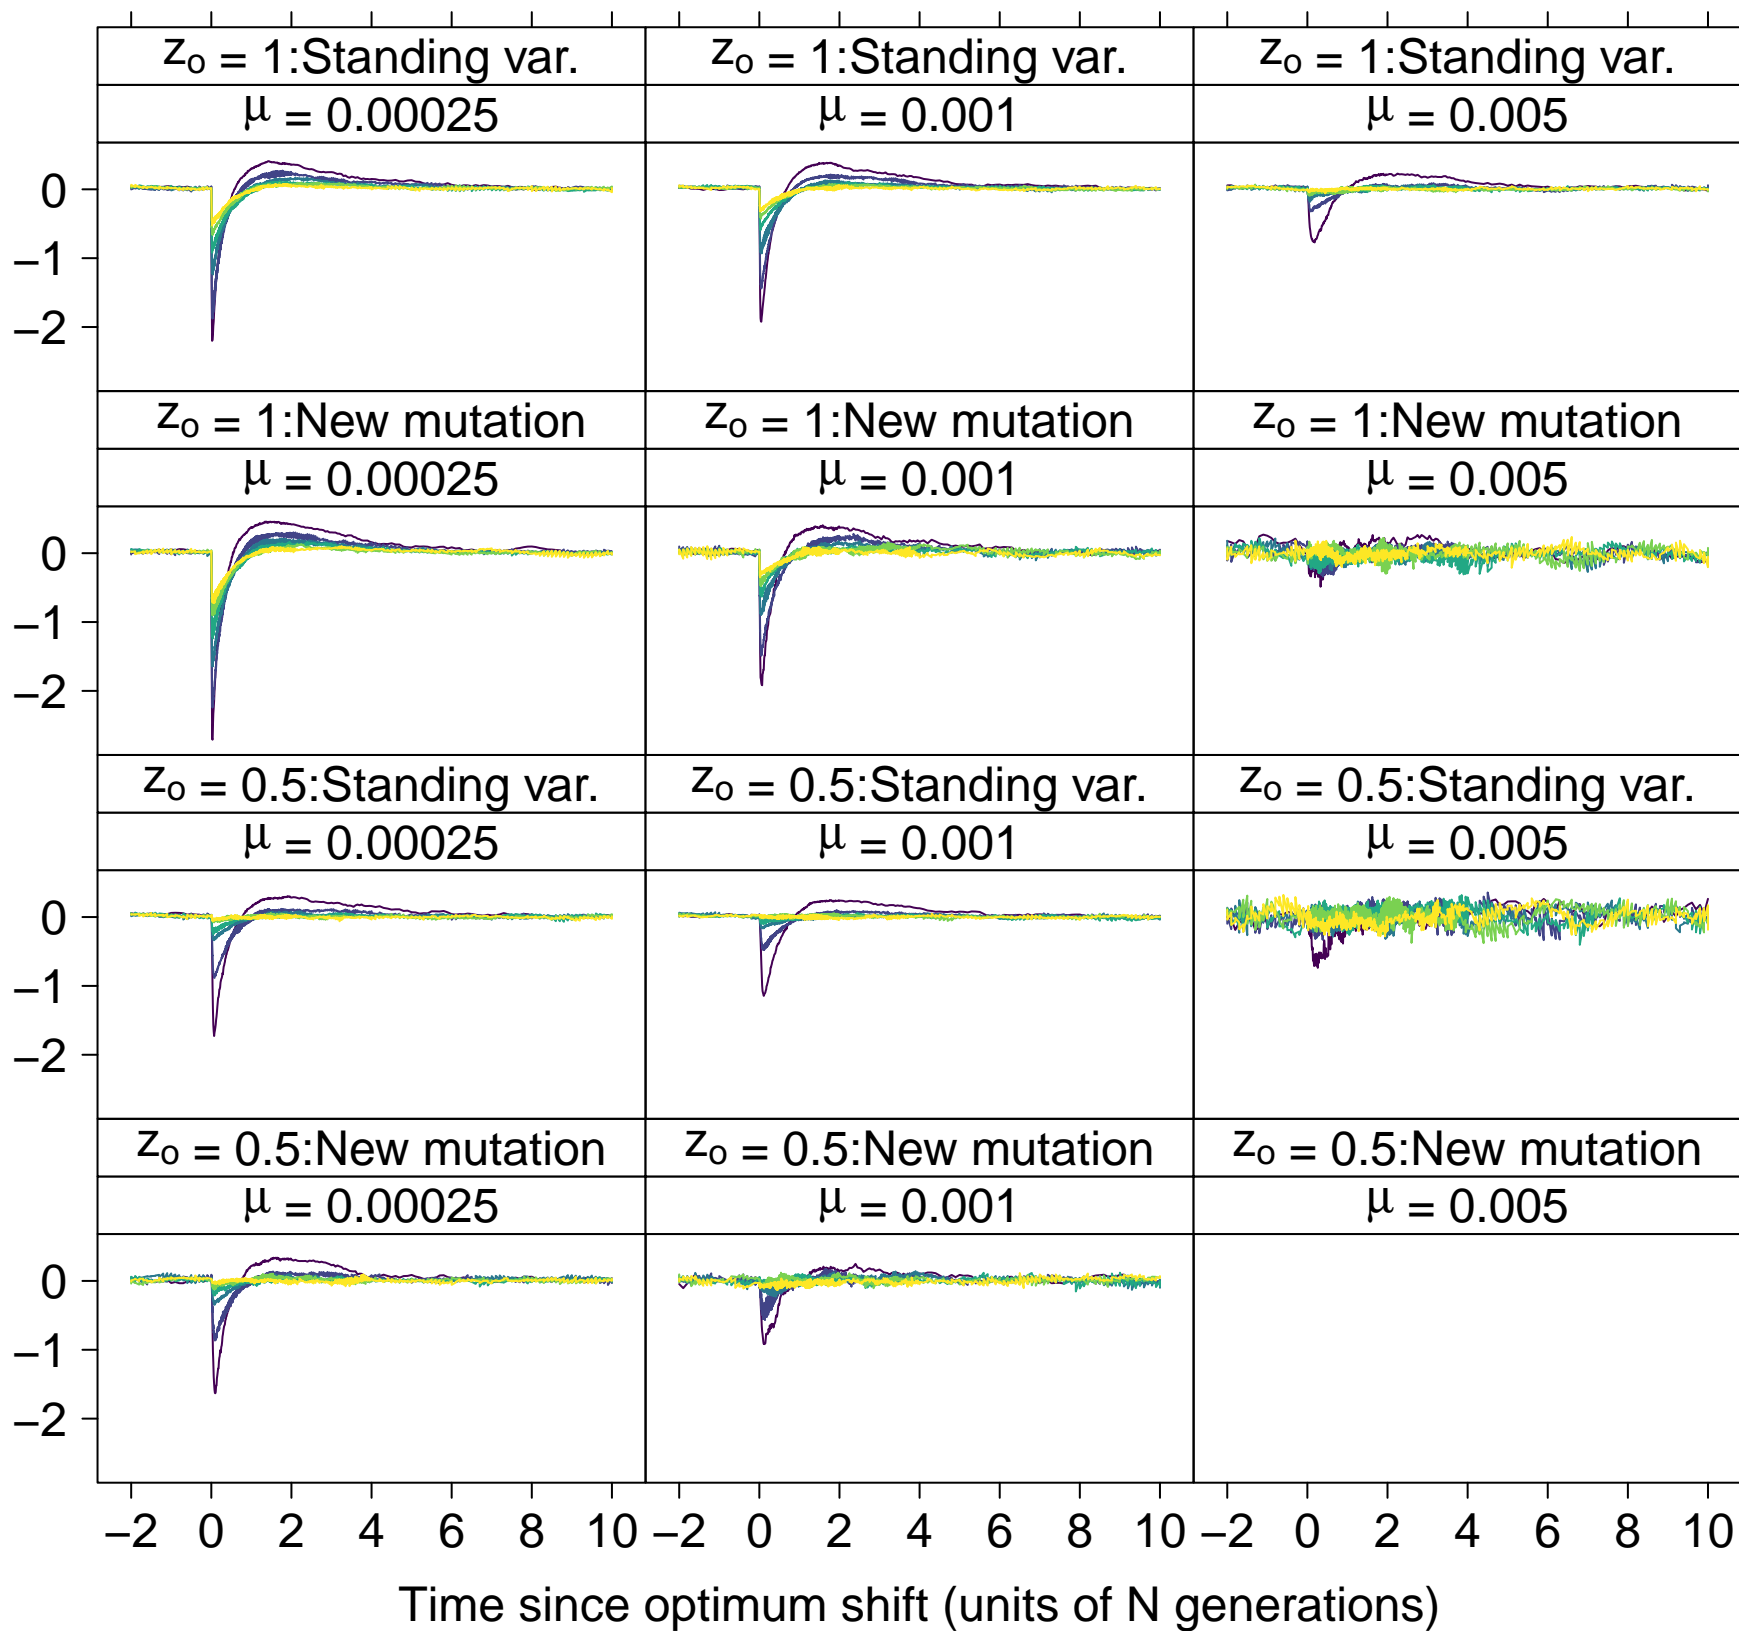 z₀ = 1:Standing var. z₀ = 1:Standing var. z₀ = 1:Standing var.
μ = 0.00025 μ = 0.001 μ = 0.005
0
−1
−2
z₀ = 1:New mutation z₀ = 1:New mutation z₀ = 1:New mutation
μ = 0.00025 μ = 0.001 μ = 0.005
0
−1
−2
z₀ = 0.5:Standing var. z₀ = 0.5:Standing var. z₀ = 0.5:Standing var.
μ = 0.00025 μ = 0.001 μ = 0.005
0
−1
−2
z₀ = 0.5:New mutation z₀ = 0.5:New mutation z₀ = 0.5:New mutation
μ = 0.00025 μ = 0.001 μ = 0.005
0
−1
−2
−2 0 2 4 6 8 10 −2 0 2 4 6 8 10 −2 0 2 4 6 8 10
Time since optimum shift (units of N generations)